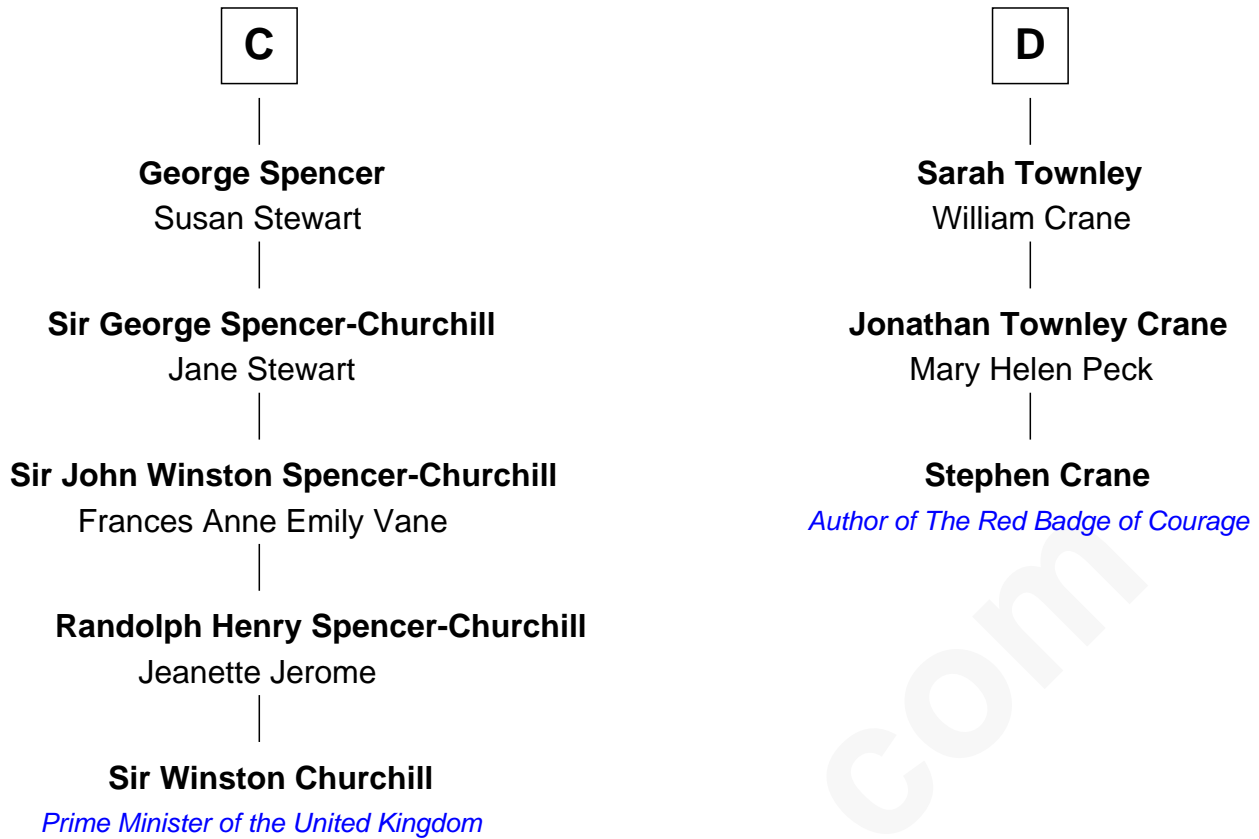 C
George Spencer
Susan Stewart
Sir George Spencer-Churchill
Jane Stewart
Sir John Winston Spencer-Churchill
Frances Anne Emily Vane
Randolph Henry Spencer-Churchill
Jeanette Jerome
Sir Winston Churchill
Prime Minister of the United Kingdom
D
Sarah Townley
William Crane
Jonathan Townley Crane
Mary Helen Peck
Stephen Crane
Author of The Red Badge of Courage
com